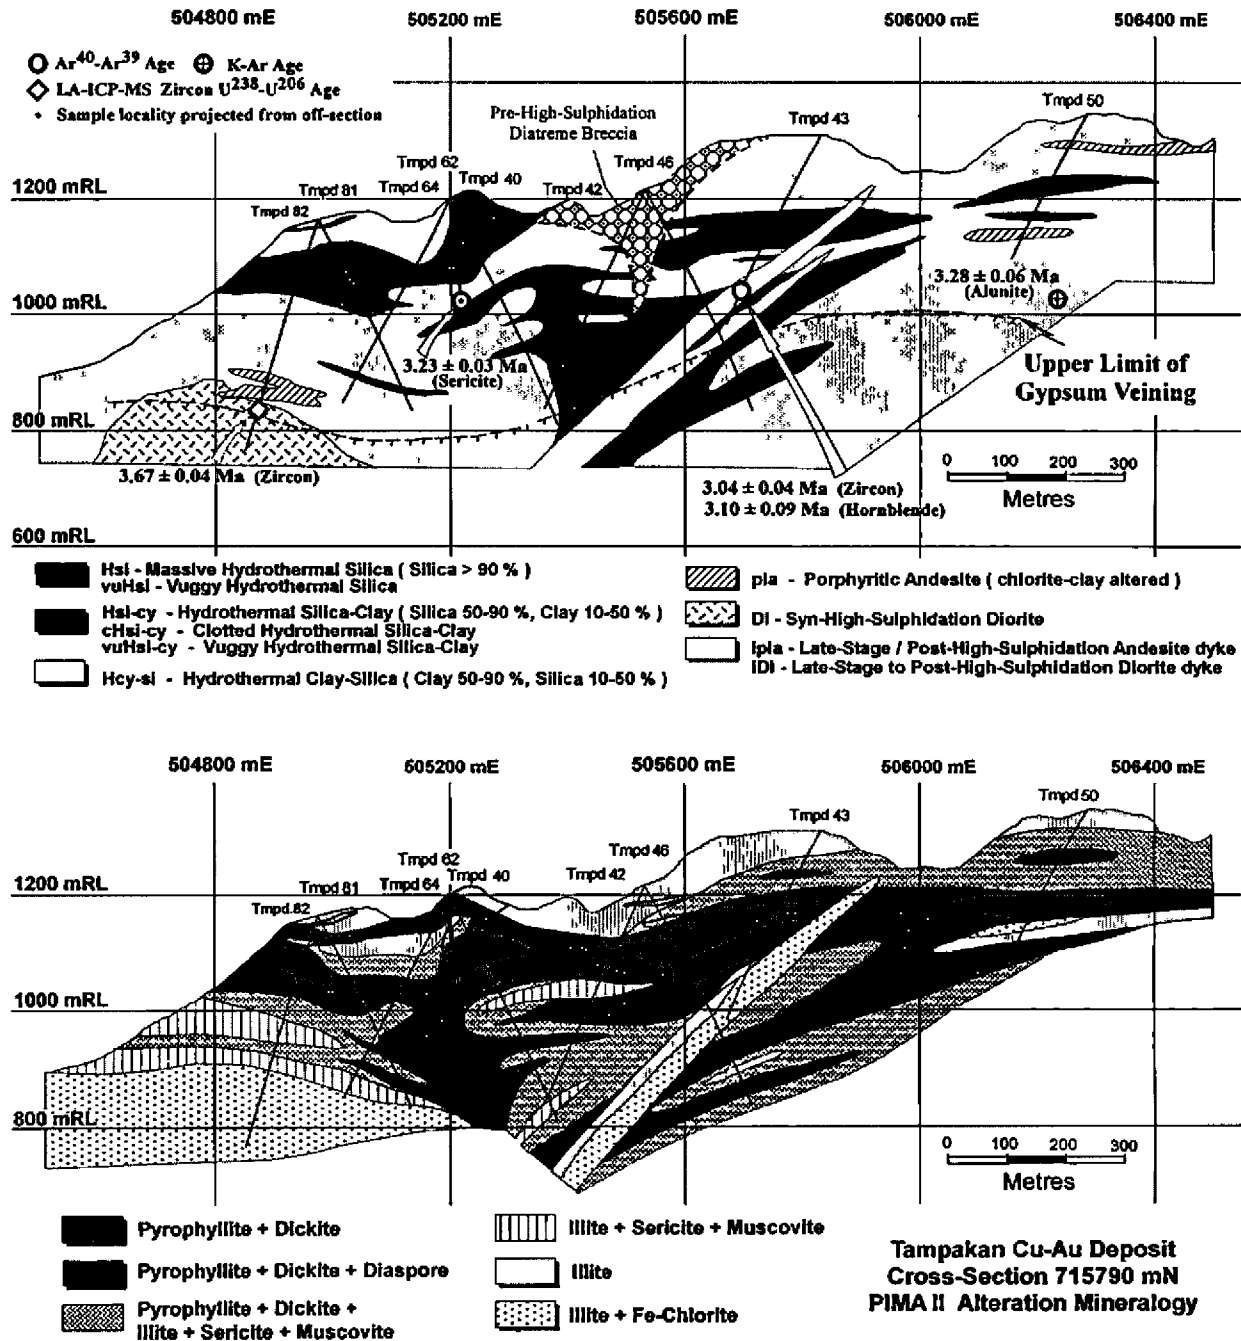 504800 mE 505200 mE 505600 mE 506000 mE 506400 mE
Ar40-Ar39 Age K-Ar Age
LA-ICP-MS Zircon U238-U206 Age
Sample locality projected from off-section
Pre-High-Sulphidation
Diatreme Breccia
Tmpd 50
Tmpd 43
Tmpd 62
Tmpd 46
Tmpd 81 Tmpd 64 Tmpd 40
Tmpd 42
Tmpd 82
1200 mRL
3.28 ± 0.06 Ma
(Alunite)
1000 mRL
3.23 ± 0.03 Ma
(Sericite)
Upper Limit of
Gypsum Veining
800 mRL
3.67 ± 0.04 Ma (Zircon)
3.04 ± 0.04 Ma (Zircon)
3.10 ± 0.09 Ma (Hornblende)
0 100 200 300
Metres
600 mRL
Hsi - Massive Hydrothermal Silica ( Silica > 90 % )
vuHsi - Vuggy Hydrothermal Silica
Hsi-cy - Hydrothermal Silica-Clay ( Silica 50-90 %, Clay 10-50 % )
cHsi-cy - Clotted Hydrothermal Silica-Clay
vuHsi-cy - Vuggy Hydrothermal Silica-Clay
Hcy-si - Hydrothermal Clay-Silica ( Clay 50-90 %, Silica 10-50 % )
pia - Porphyritic Andesite ( chlorite-clay altered )
DI - Syn-High-Sulphidation Diorite
lpia - Late-Stage / Post-High-Sulphidation Andesite dyke
lDI - Late-Stage to Post-High-Sulphidation Diorite dyke
504800 mE 505200 mE 505600 mE 506000 mE 506400 mE
Tmpd 50
Tmpd 43
Tmpd 62
Tmpd 46
Tmpd 81 Tmpd 64 Tmpd 40 Tmpd 42
Tmpd 82
1200 mRL
1000 mRL
800 mRL
0 100 200 300
Metres
Pyrophyllite + Dickite
Pyrophyllite + Dickite + Diaspore
Pyrophyllite + Dickite +
Illite + Sericite + Muscovite
Illite + Sericite + Muscovite
Illite
Illite + Fe-Chlorite
Tampakan Cu-Au Deposit
Cross-Section 715790 mN
PIMA II Alteration Mineralogy